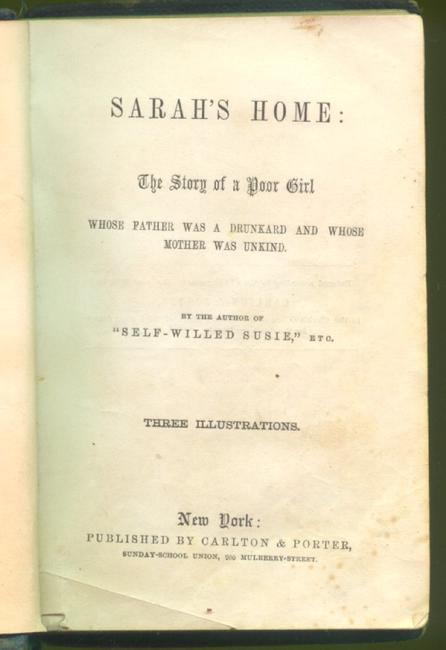 SARAH'S HOME:
The Story of a Poor Girl
WHOSE FATHER WAS A DRUNKARD AND WHOSE
MOTHER WAS UNKIND.
BY THE AUTHOR OF
"SELF-WILLED SUSIE," ETC.
THREE ILLUSTRATIONS.
New York:
PUBLISHED BY CARLTON & PORTER,
SUNDAY-SCHOOL UNION, 200 MULBERRY-STREET.